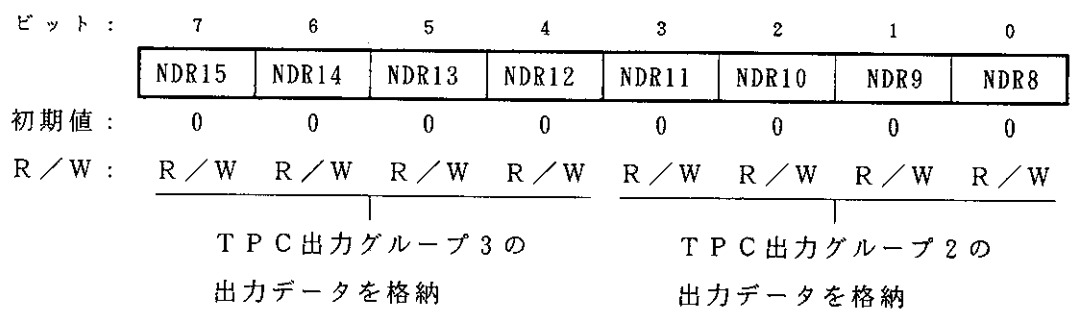 ビット： 7 6 5 4 3 2 1 0
NDR15 NDR14 NDR13 NDR12 NDR11 NDR10 NDR9 NDR8
初期値： 0 0 0 0 0 0 0 0
R／W： R／W R／W R／W R／W R／W R／W R／W R／W
TPC出力グループ3の TPC出力グループ2の
出力データを格納 出力データを格納